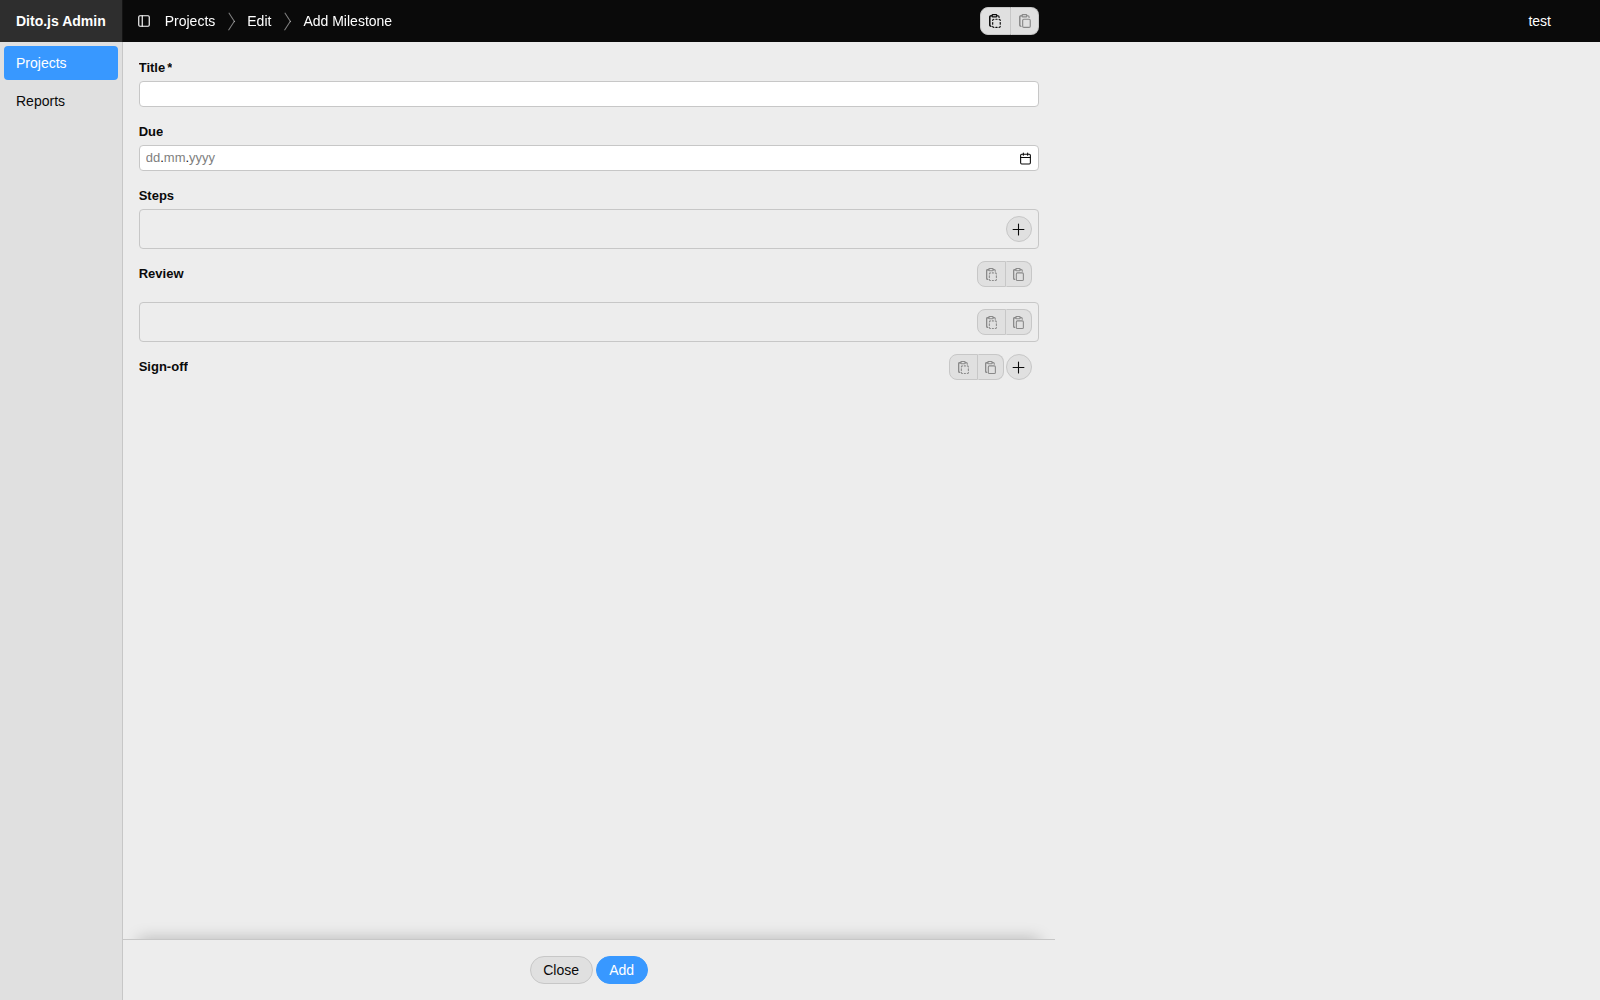 Dito.js Admin
Projects
Edit
Add Milestone
test
Projects
Reports
Title *
Due
dd.mm.yyyy
Steps
Review
Sign-off
Close
Add